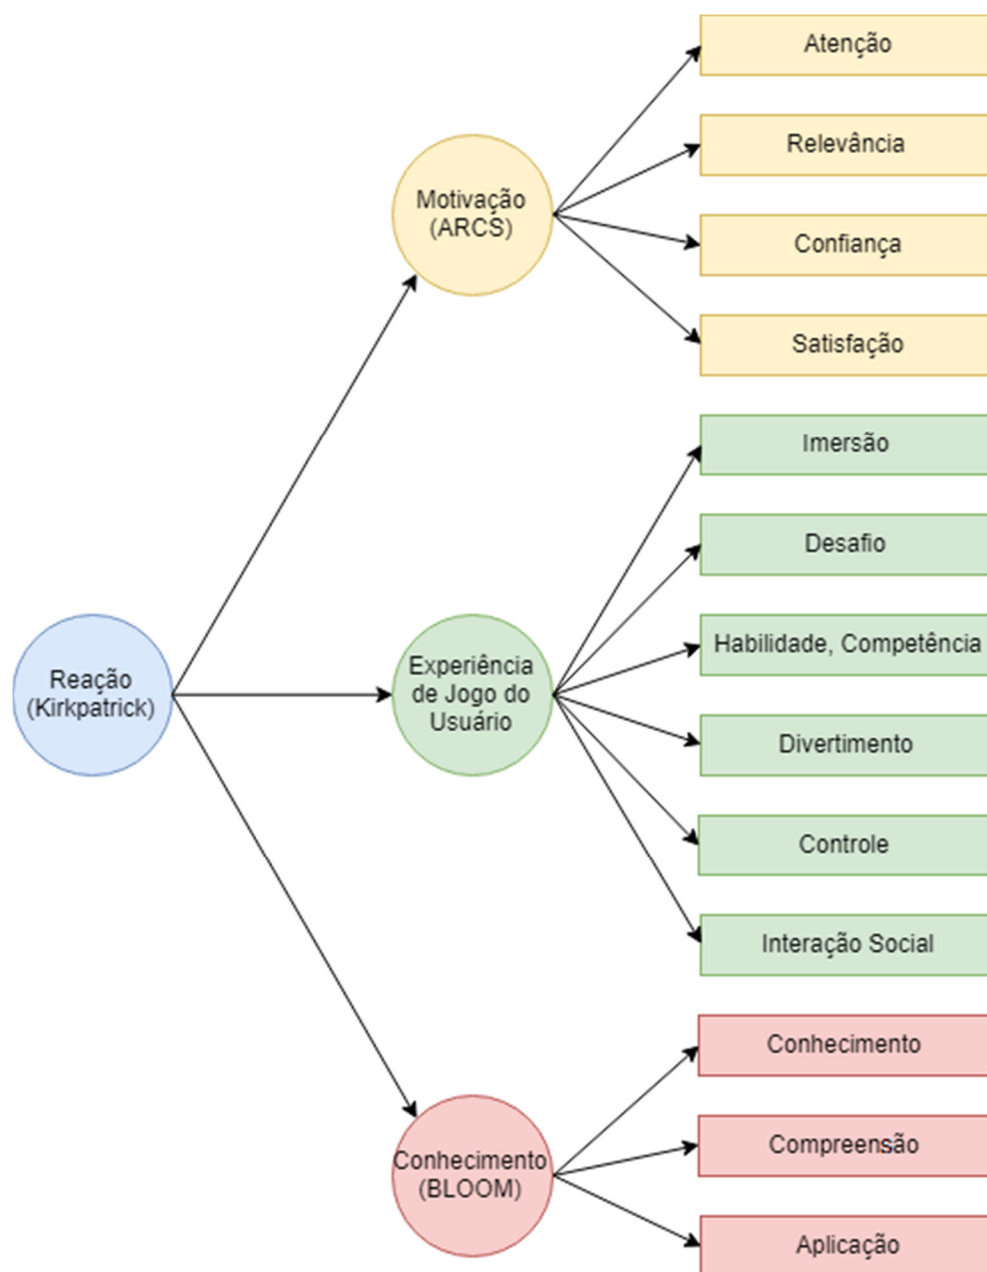 Atenção
Relevância
Confiança
Satisfação
Motivação
(ARCS)
Imersão
Desafio
Habilidade, Competência
Divertimento
Controle
Interação Social
Experiência
de Jogo do
Usuário
Reação
(Kirkpatrick)
Conhecimento
Compreensão
Aplicação
Conhecimento
(BLOOM)